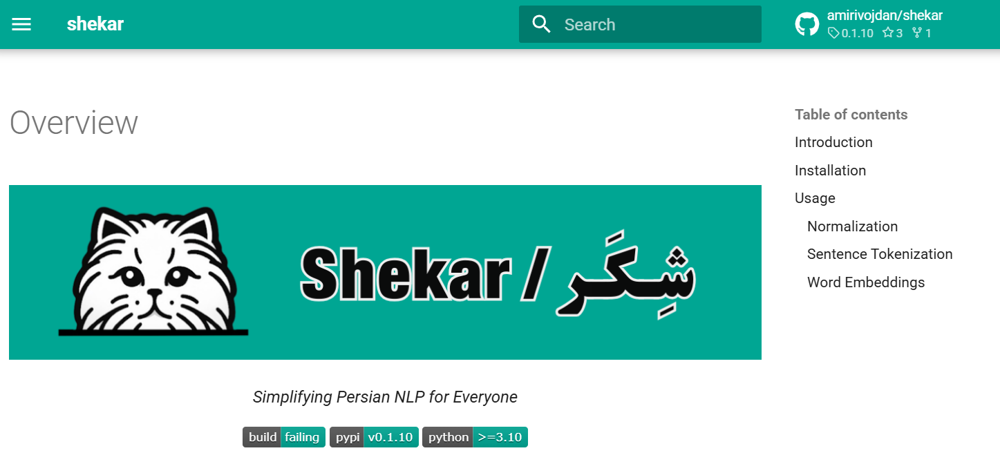 shekar
Search
amirivojdan/shekar
0.1.10 3 1
Overview
Table of contents
Introduction
Installation
Usage
Normalization
Sentence Tokenization
Word Embeddings
Shekar / شِکَر
Simplifying Persian NLP for Everyone
build failing pypi v0.1.10 python >=3.10